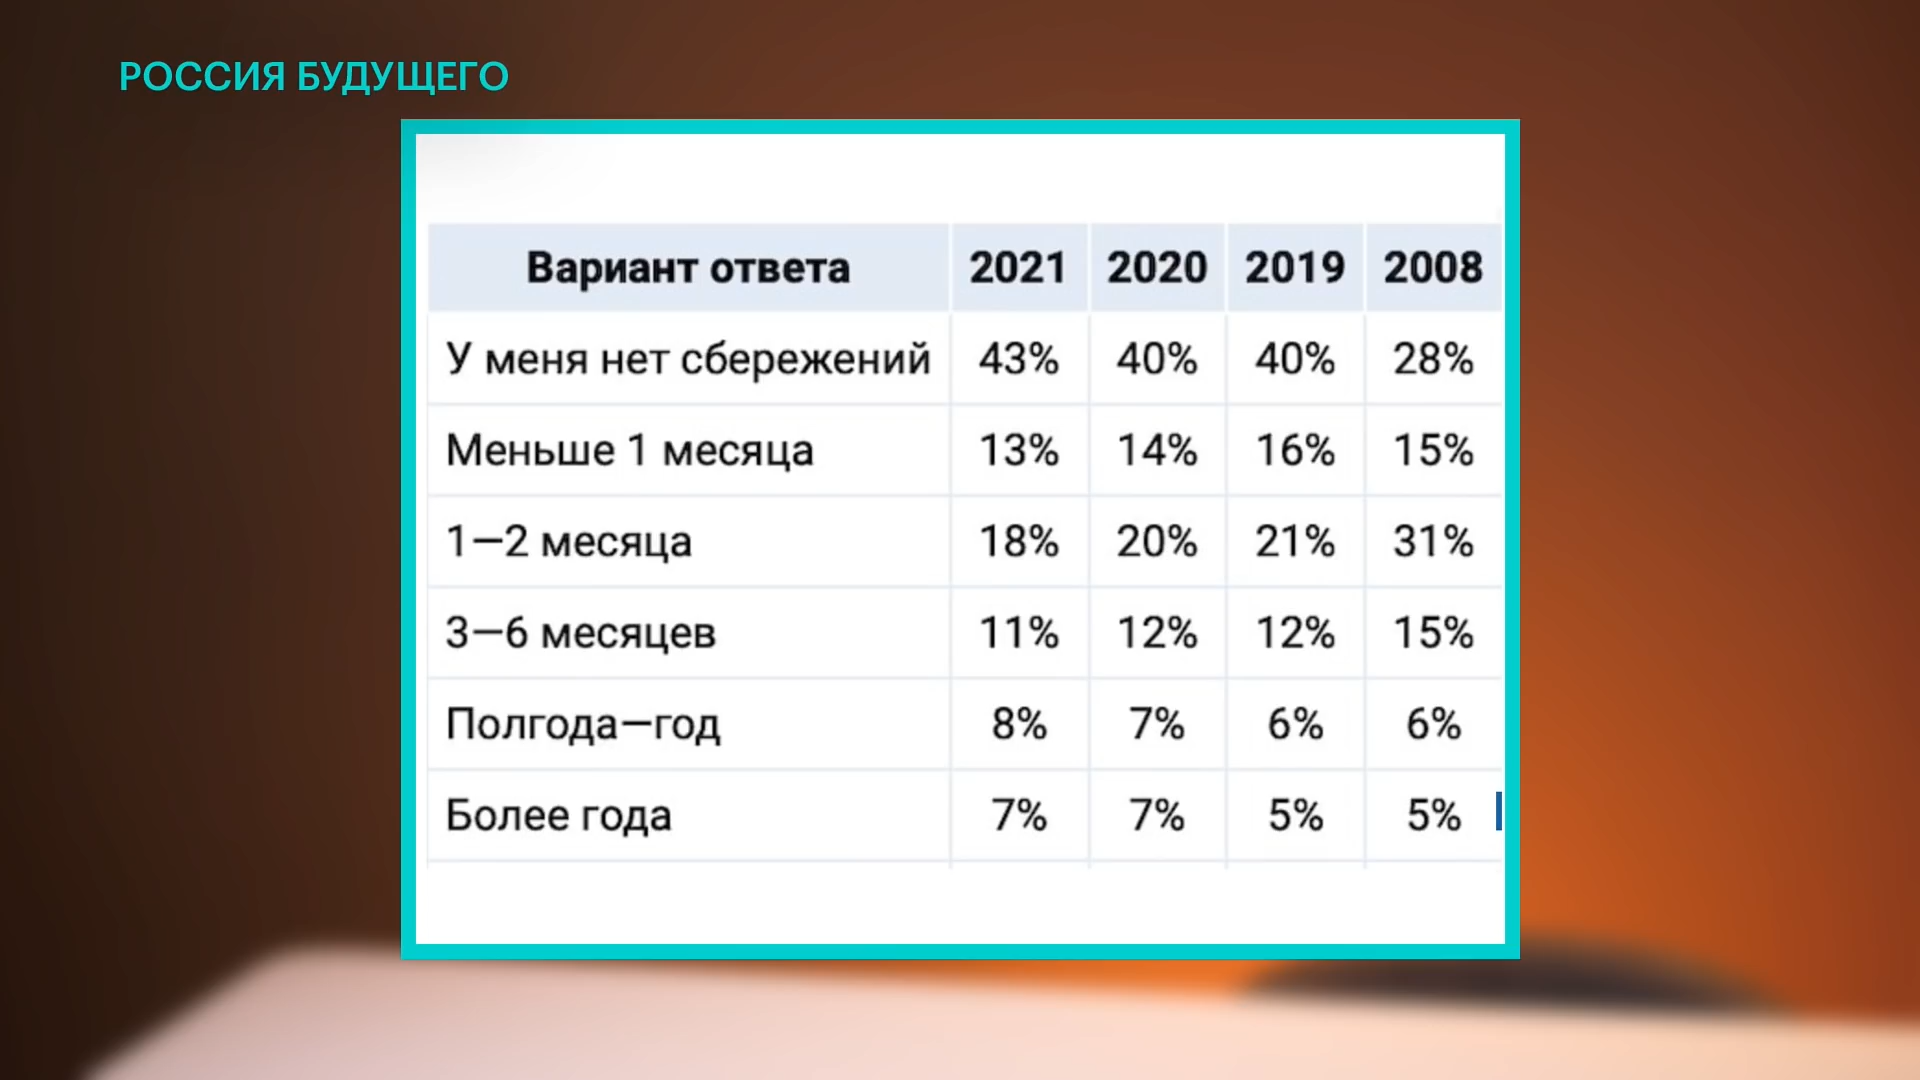 РОССИЯ БУДУЩЕГО
Вариант ответа 2021 2020 2019 2008
У меня нет сбережений 43% 40% 40% 28%
Меньше 1 месяца 13% 14% 16% 15%
1—2 месяца 18% 20% 21% 31%
3—6 месяцев 11% 12% 12% 15%
Полгода—год 8% 7% 6% 6%
Более года 7% 7% 5% 5%